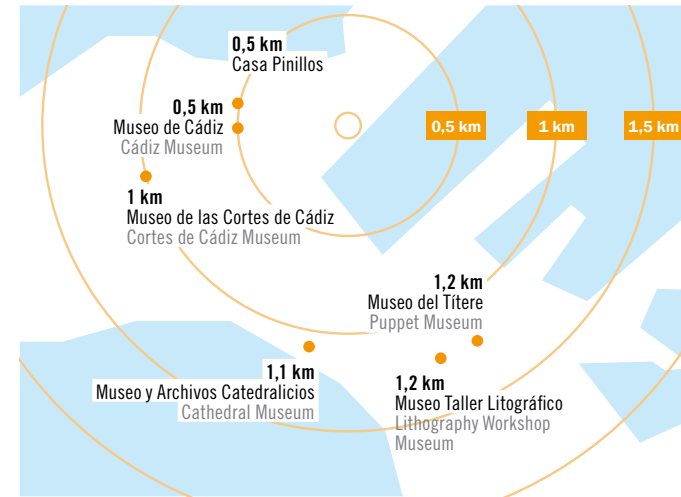 0,5 km
Casa Pinillos
0,5 km
Museo de Cádiz
Cádiz Museum
0,5 km
1 km
1,5 km
1 km
Museo de las Cortes de Cádiz
Cortes de Cádiz Museum
1,2 km
Museo del Títere
Puppet Museum
1,1 km
Museo y Archivos Catedralicios
Cathedral Museum
1,2 km
Museo Taller Litográfico
Lithography Workshop
Museum